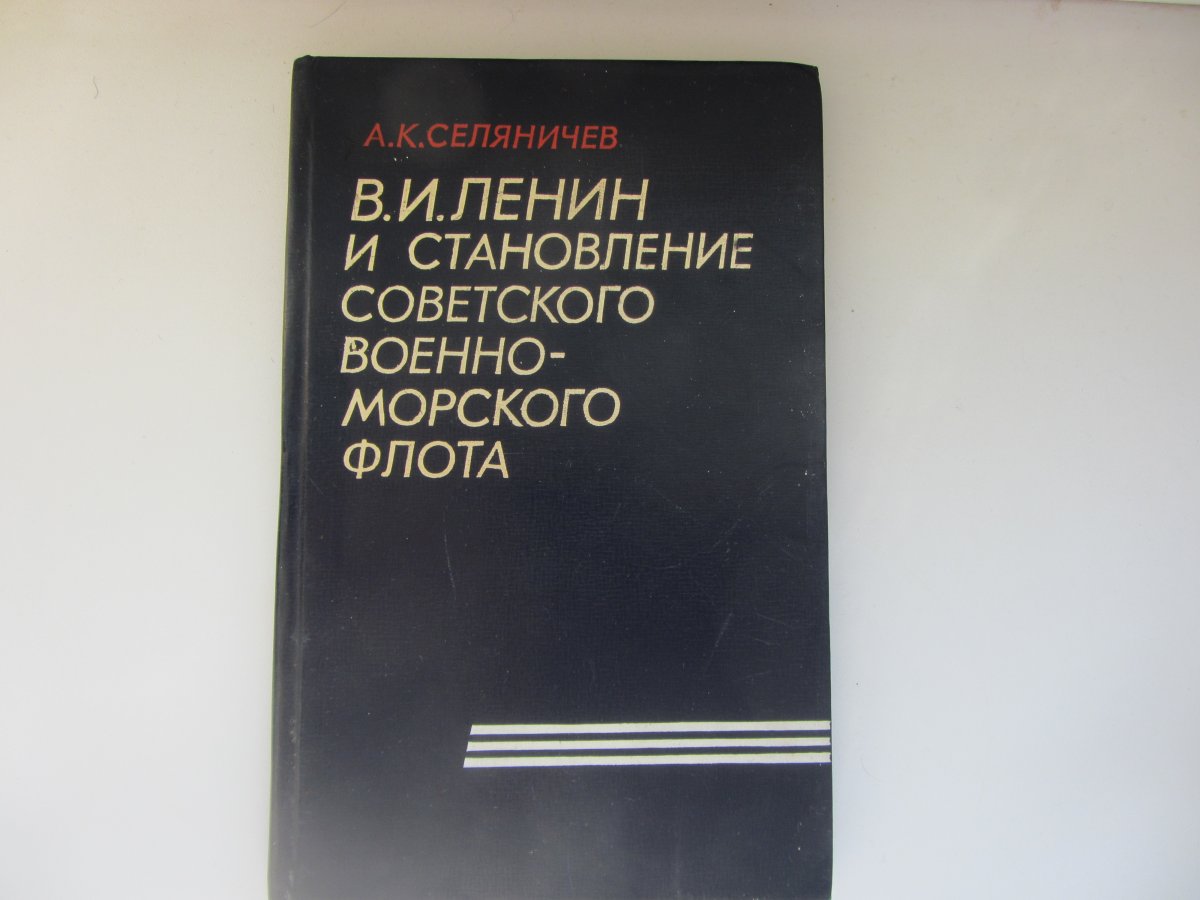 А.К.СЕЛЯНИЧЕВ
В.И.ЛЕНИН
И СТАНОВЛЕНИЕ
СОВЕТСКОГО
ВОЕННО-
МОРСКОГО
ФЛОТА